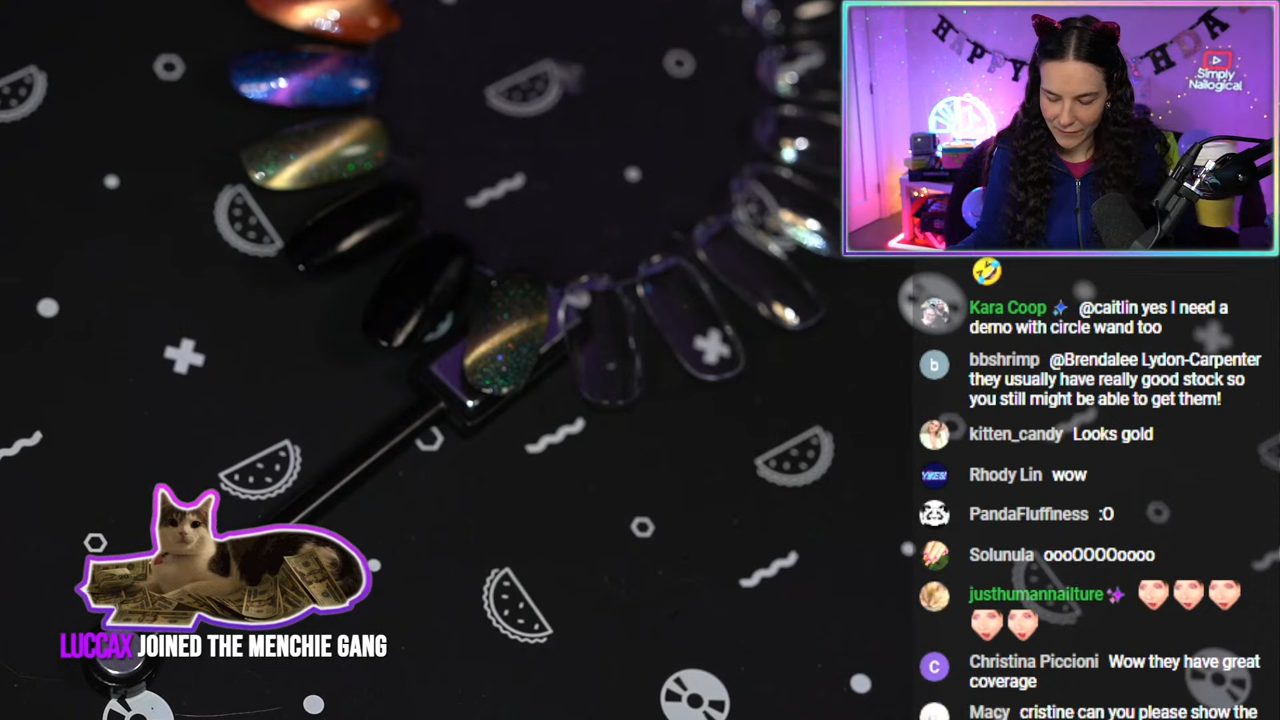 HAPPY
HDA
Simply
Nailogical
Kara Coop @caitlin yes I need a
demo with circle wand too
bbshrimp @Brendalee Lydon-Carpenter
they usually have really good stock so
you still might be able to get them!
kitten_candy Looks gold
YIKES!
Rhody Lin wow
PandaFluffiness :O
Solunula oooOOOOoooo
justhumannailture
C
Christina Piccioni Wow they have great
coverage
Macy cristine can you please show the
LUCCAX JOINED THE MENCHIE GANG